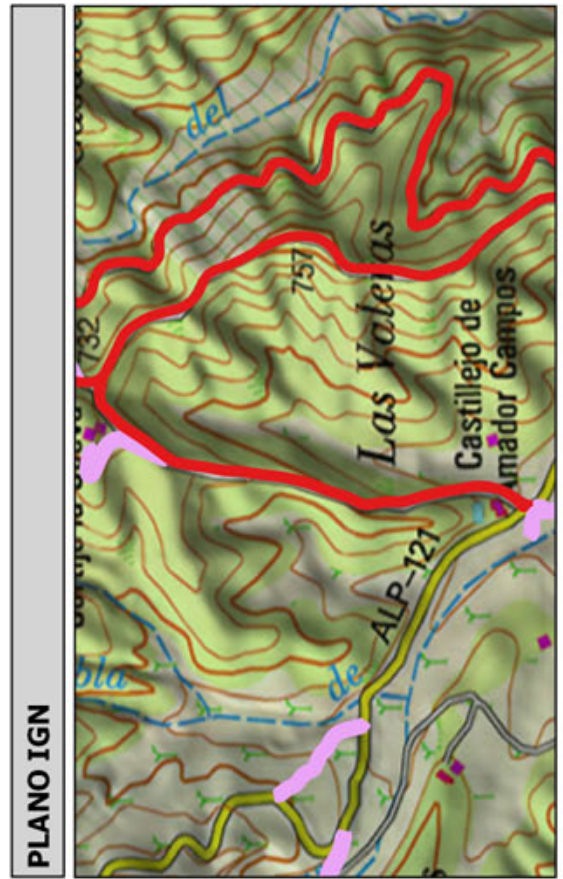 PLANO IGN
del
732
757
Las Valeras
Castillejo de
Amador Campos
ALP-121
de
bla